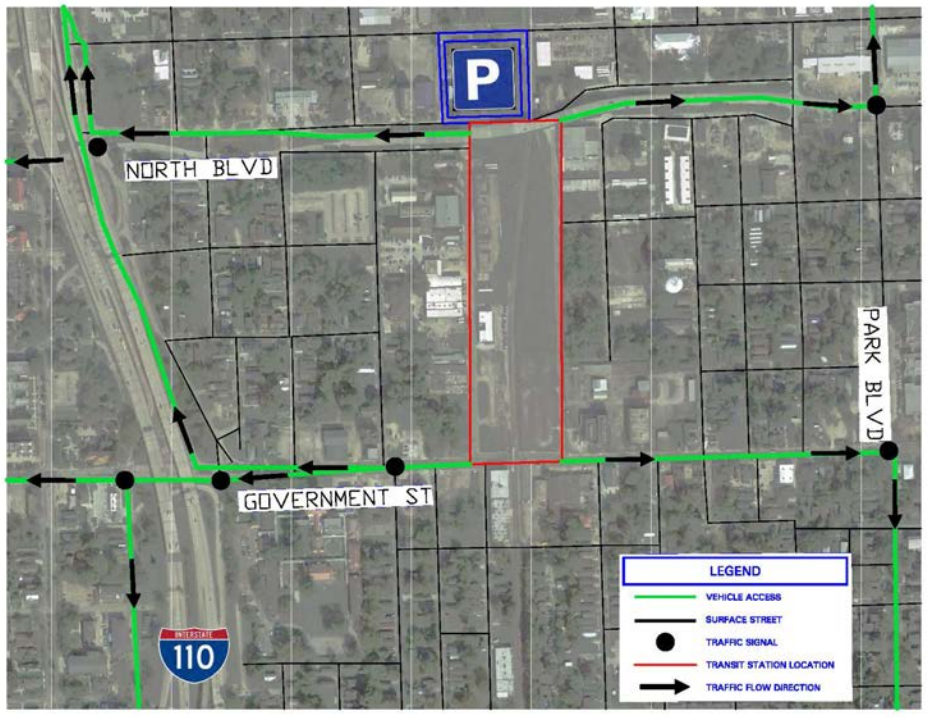 P
NORTH BLVD
PARK BLVD
GOVERNMENT ST
INTERSTATE
110
LEGEND
VEHICLE ACCESS
SURFACE STREET
TRAFFIC SIGNAL
TRANSIT STATION LOCATION
TRAFFIC FLOW DIRECTION